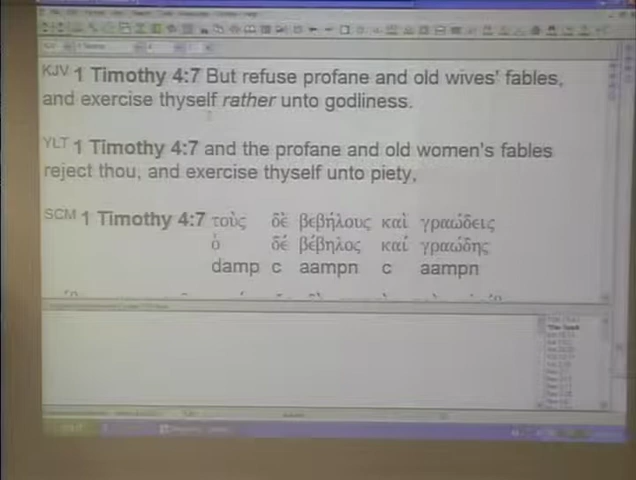 KJV 1 Timothy 4:7 But refuse profane and old wives' fables,
and exercise thyself rather unto godliness.
YLT 1 Timothy 4:7 and the profane and old women's fables
reject thou, and exercise thyself unto piety,
SCM 1 Timothy 4:7 τοὺς δὲ βεβήλους καὶ γραώδεις
ὁ δέ βέβηλος καί γραώδης
damp c aampn c aampn